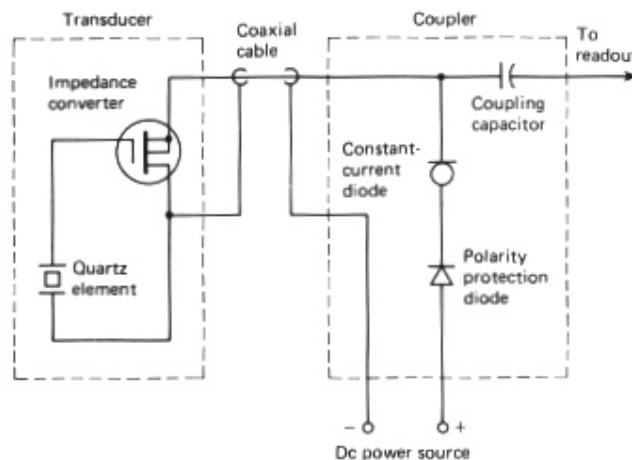 Transducer
Coaxial
cable
Coupler
To
readout
Impedance
converter
Coupling
capacitor
Constant-
current
diode
Quartz
element
Polarity
protection
diode
− +
Dc power source